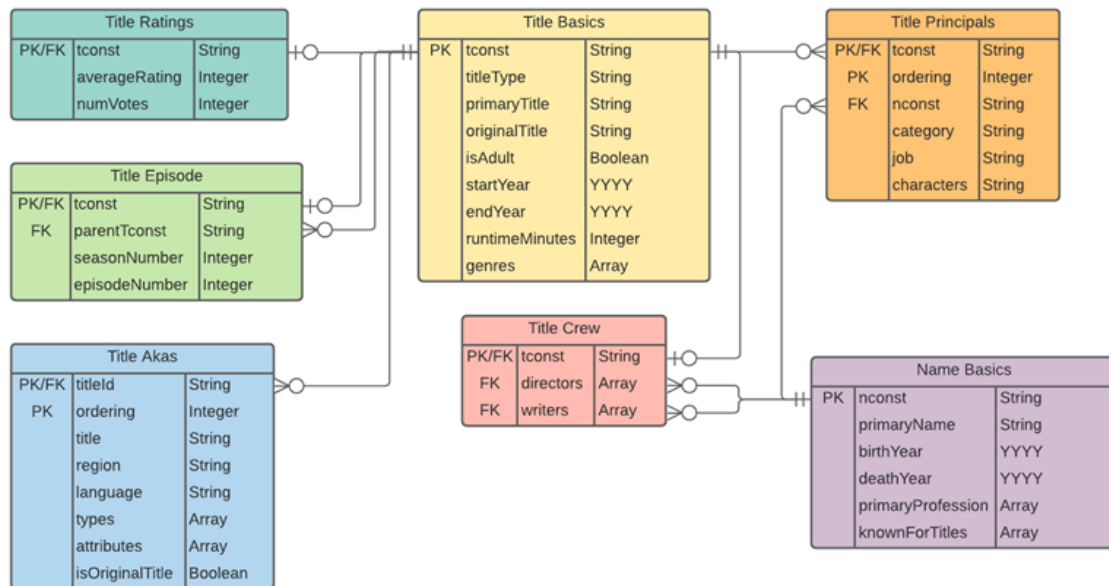 Title Ratings
PK/FK tconst String
averageRating Integer
numVotes Integer
Title Episode
PK/FK tconst String
FK parentTconst String
seasonNumber Integer
episodeNumber Integer
Title Akas
PK/FK titleId String
PK ordering Integer
title String
region String
language String
types Array
attributes Array
isOriginalTitle Boolean
Title Basics
PK tconst String
titleType String
primaryTitle String
originalTitle String
isAdult Boolean
startYear YYYY
endYear YYYY
runtimeMinutes Integer
genres Array
Title Crew
PK/FK tconst String
FK directors Array
FK writers Array
Title Principals
PK/FK tconst String
PK ordering Integer
FK nconst String
category String
job String
characters String
Name Basics
PK nconst String
primaryName String
birthYear YYYY
deathYear YYYY
primaryProfession Array
knownForTitles Array